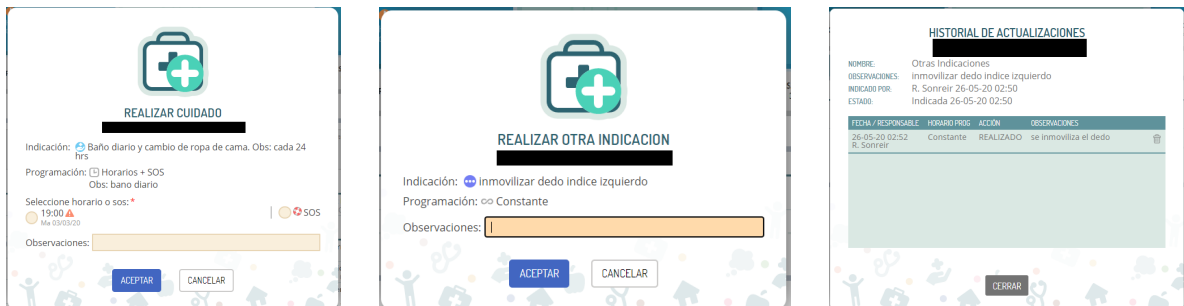 REALIZAR CUIDADO
Indicación: Baño diario y cambio de ropa de cama. Obs: cada 24
hrs
Programación: Horarios + SOS
Obs: bano diario
Seleccione horario o sos: *
19:00
Ma 03/03/20
SOS
Observaciones:
ACEPTAR CANCELAR
REALIZAR OTRA INDICACION
Indicación: inmovilizar dedo indice izquierdo
Programación: Constante
Observaciones:
ACEPTAR CANCELAR
HISTORIAL DE ACTUALIZACIONES
NOMBRE: Otras Indicaciones
OBSERVACIONES: inmovilizar dedo indice izquierdo
INDICADO POR: R. Sonreir 26-05-20 02:50
ESTADO: Indicada 26-05-20 02:50
FECHA / RESPONSABLE HORARIO PROG ACCIÓN OBSERVACIONES
26-05-20 02:52 Constante REALIZADO se inmoviliza el dedo
R. Sonreir
CERRAR